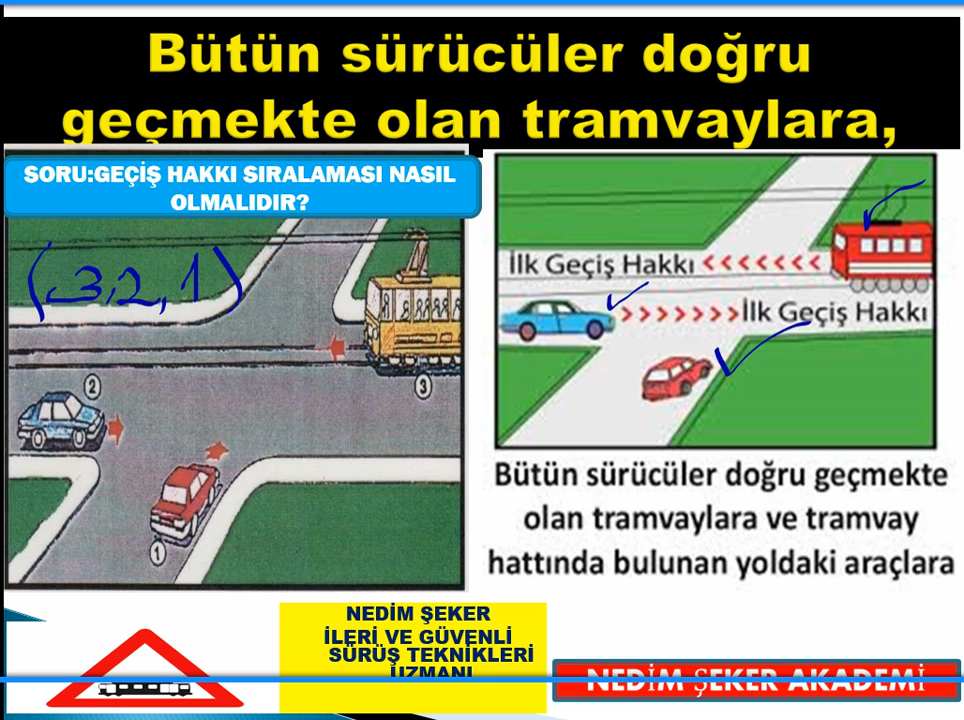 Bütün sürücüler doğru
geçmekte olan tramvaylara,
SORU:GEÇİŞ HAKKI SIRALAMASI NASIL
OLMALIDIR?
(3,2,1)
2
3
1
İlk Geçiş Hakkı <<<<<<<
>>>>>>>İlk Geçiş Hakkı
Bütün sürücüler doğru geçmekte
olan tramvaylara ve tramvay
hattında bulunan yoldaki araçlara
NEDİM ŞEKER
İLERİ VE GÜVENLİ
SÜRÜŞ TEKNİKLERİ
UZMANI
NEDİM ŞEKER AKADEMİ